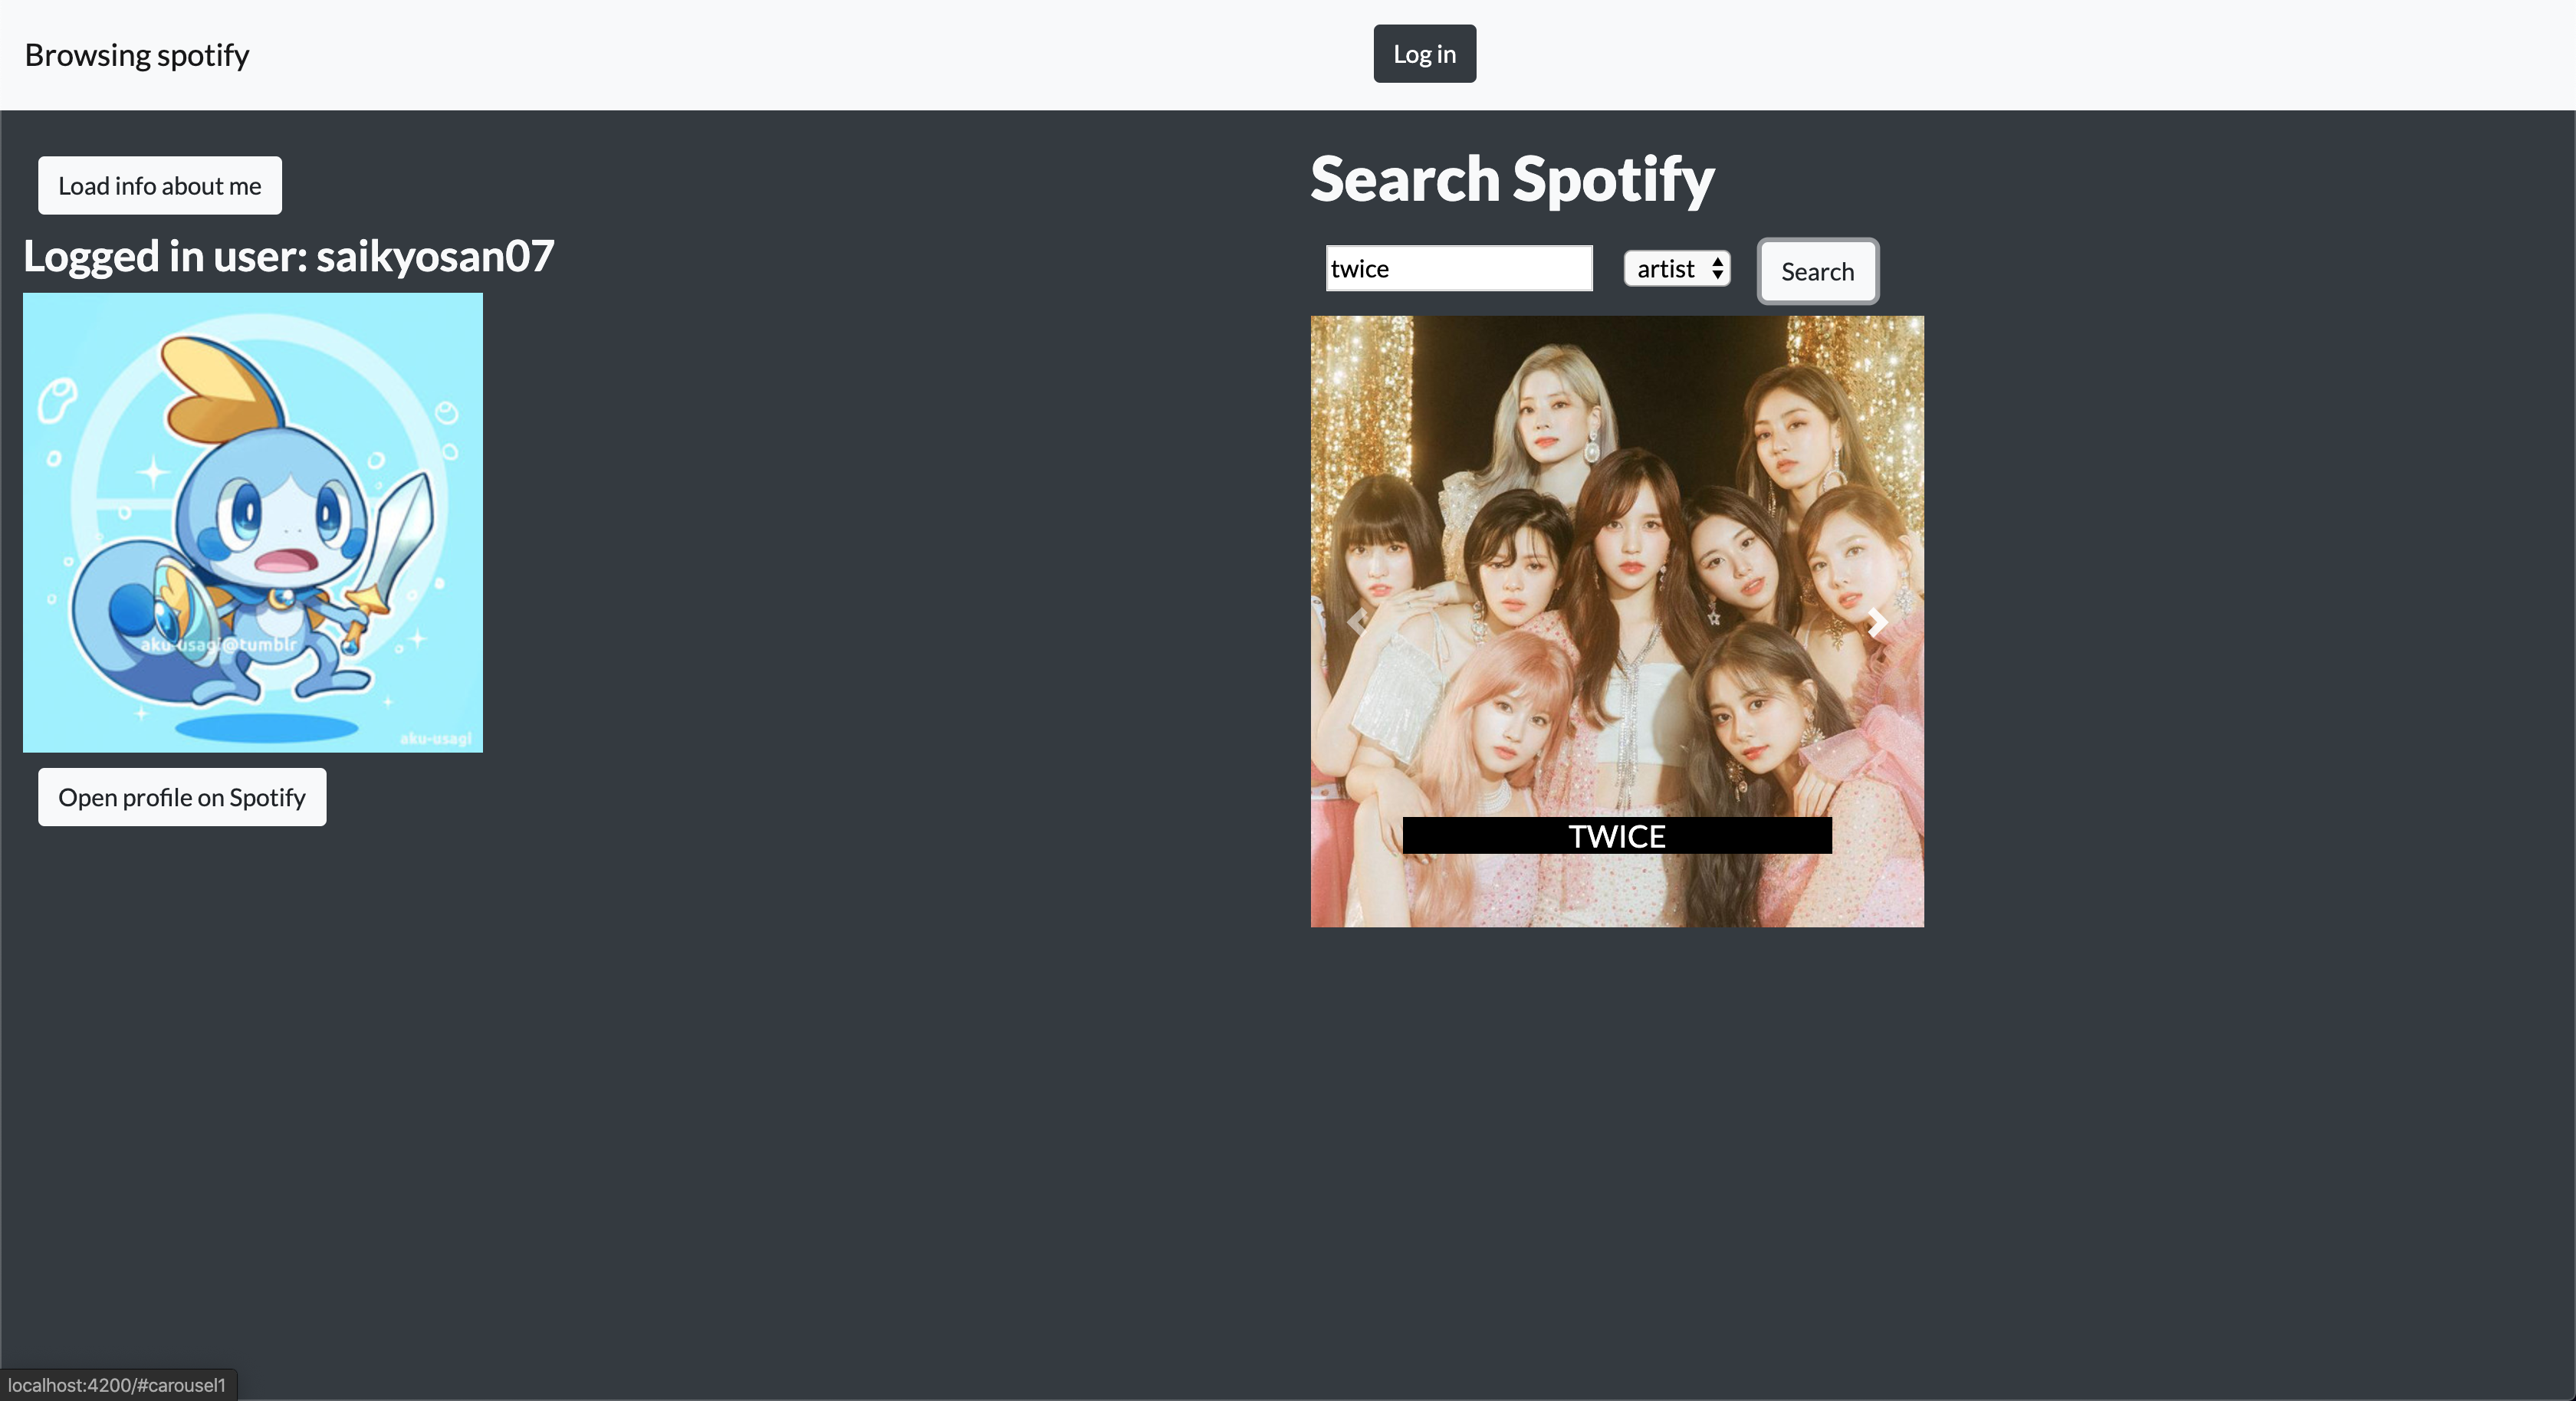 Browsing spotify
Log in
Load info about me
Logged in user: saikyosan07
aku-usagi@tumblr
aku-usagi
Open profile on Spotify
Search Spotify
twice
artist
Search
TWICE
localhost:4200/#carousel1